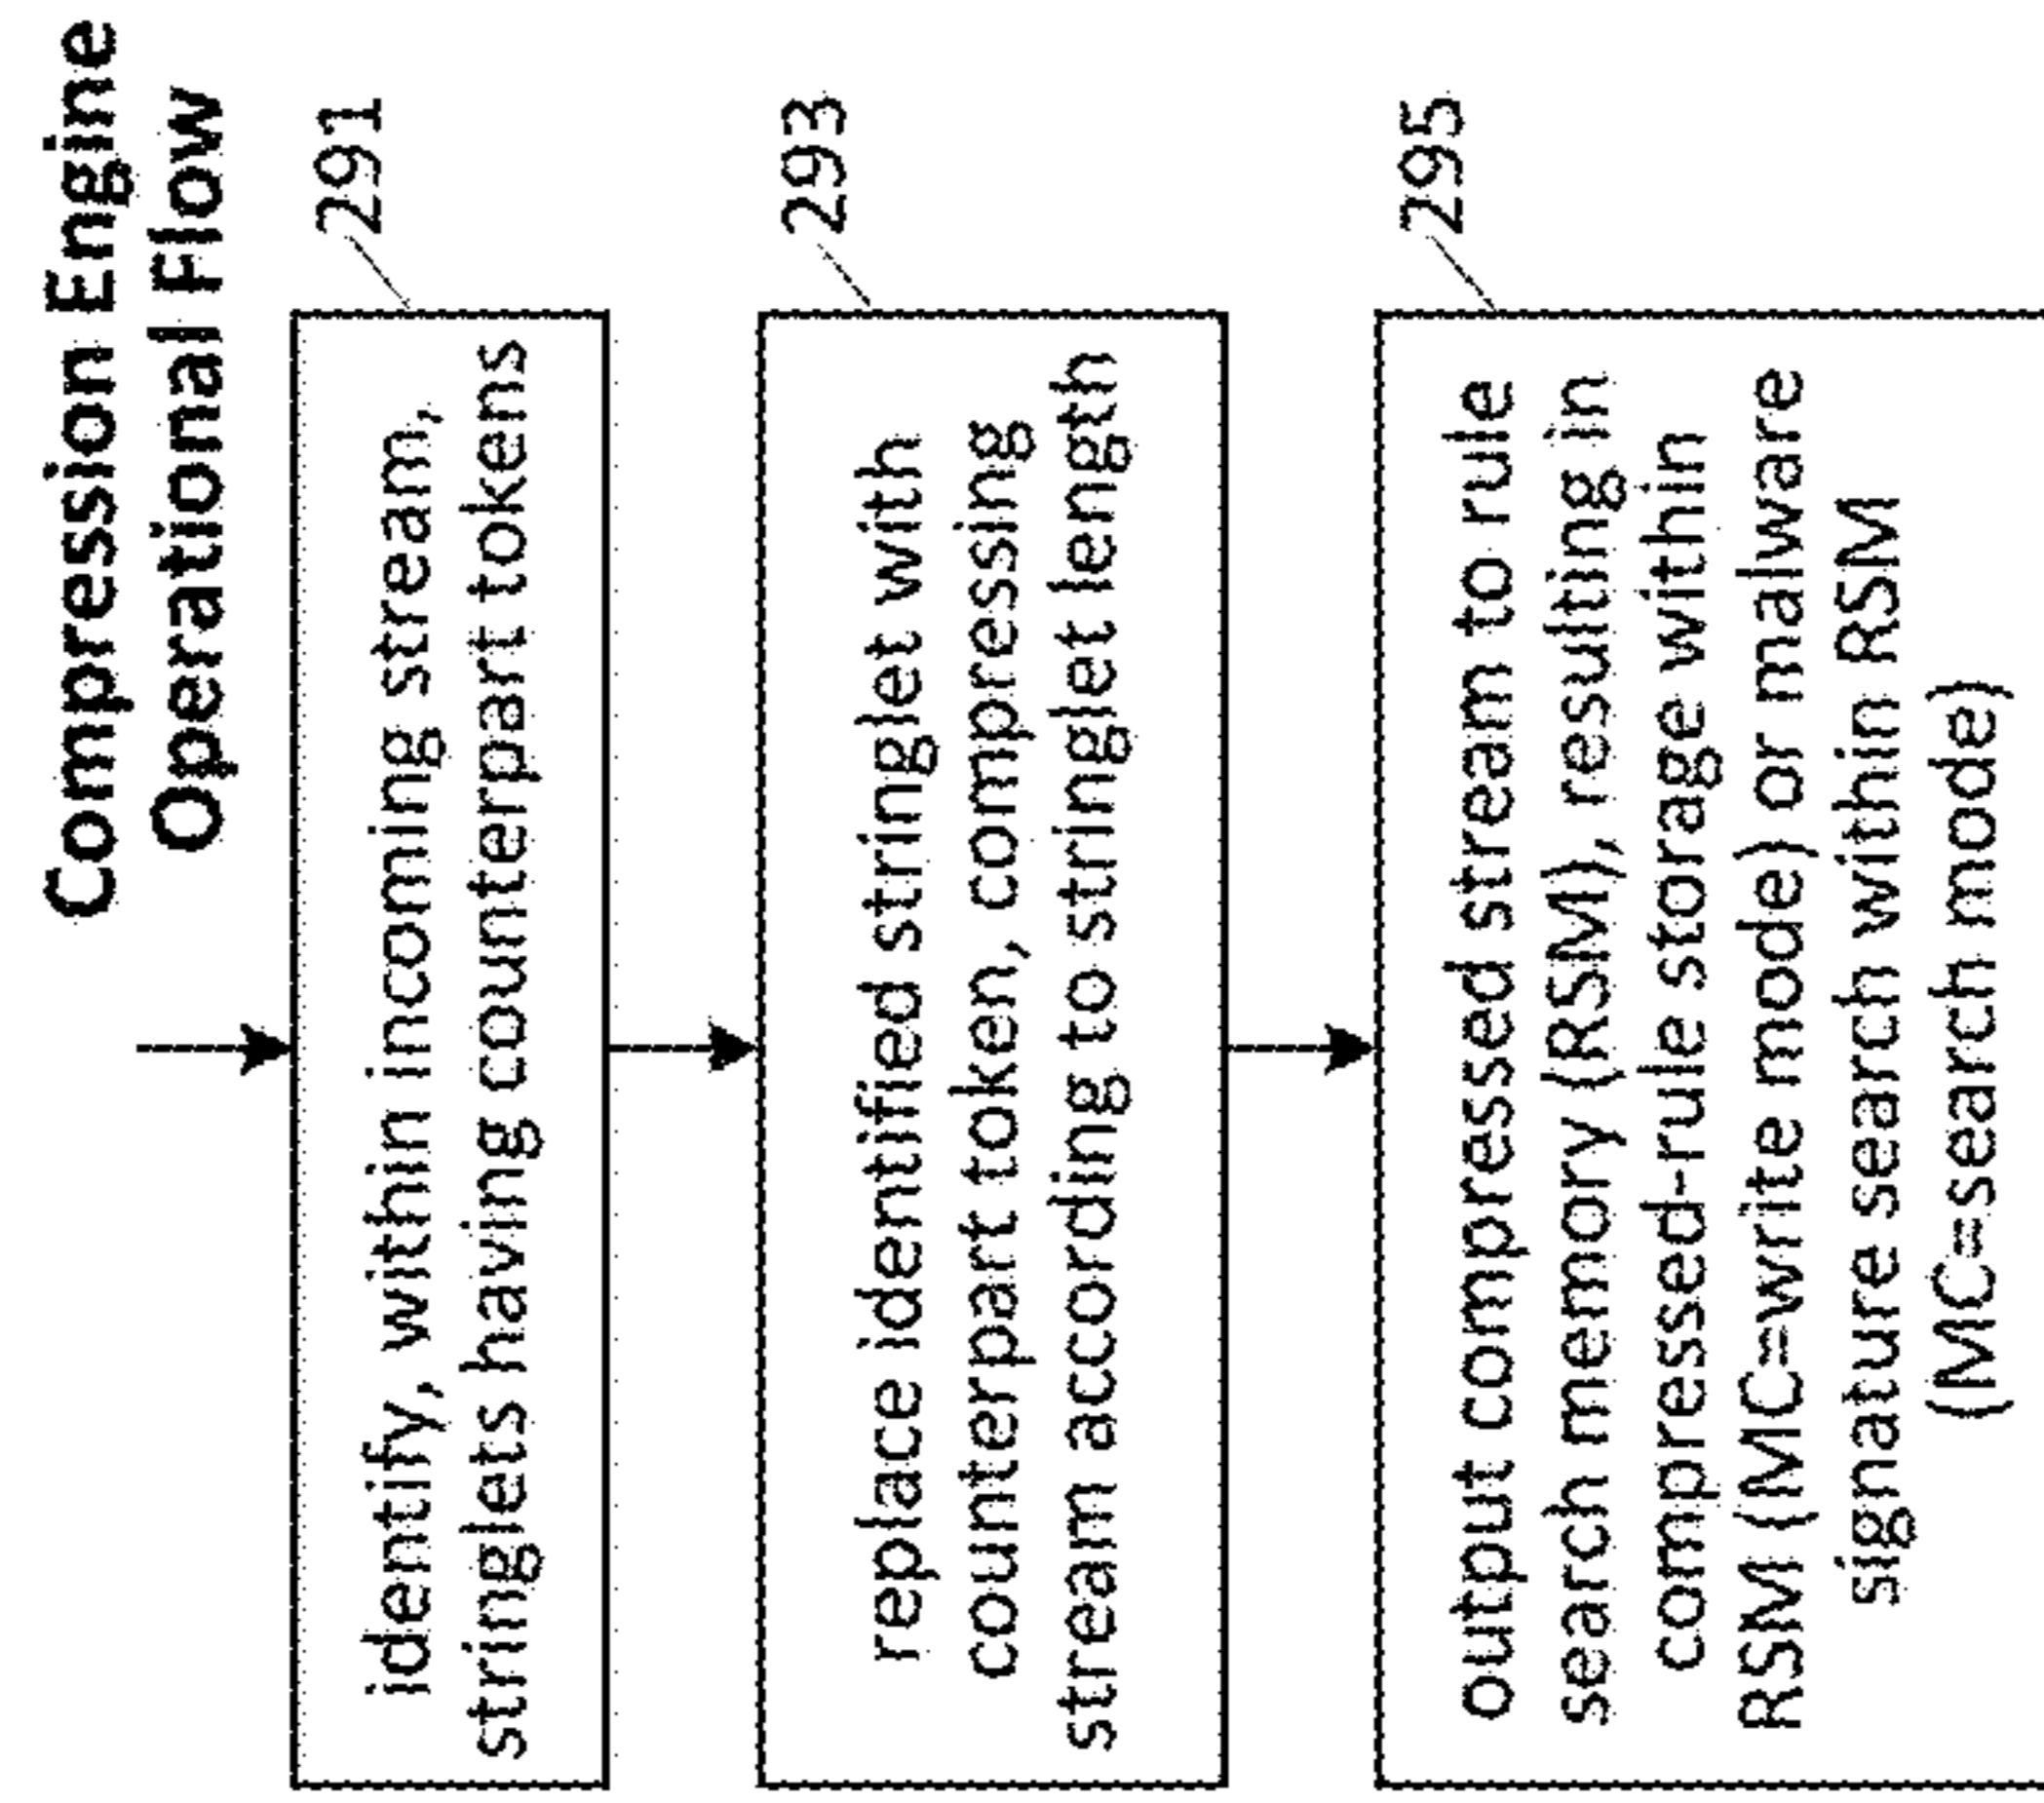 Compression Engine
Operational Flow
291
identify, within incoming stream,
stringlets having counterpart tokens
293
replace identified stringlet with
counterpart token, compressing
stream according to stringlet length
295
output compressed stream to rule
search memory (RSM), resulting in
compressed-rule storage within
RSM (MC=write mode) or malware
signature search within RSM
(MC=search mode)